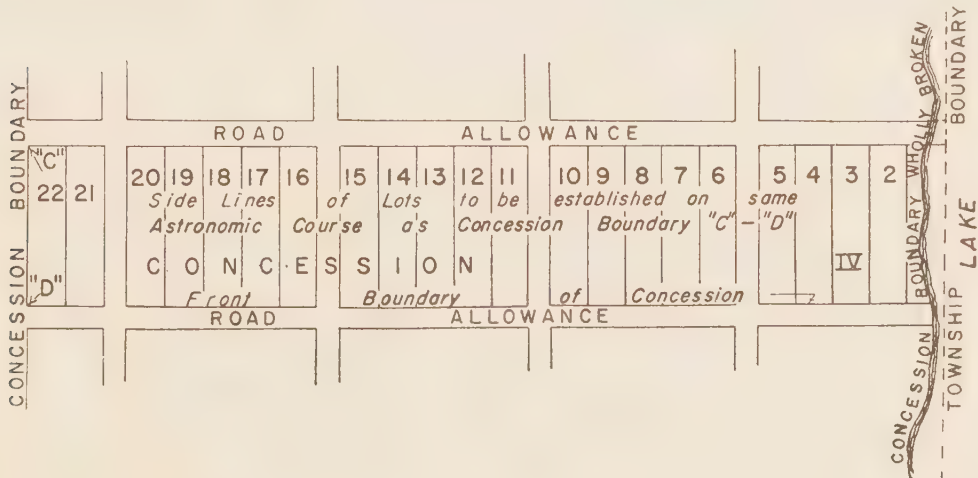 CONCESSION BOUNDARY
ROAD ALLOWANCE
"C"
22 21 20 19 18 17 16 15 14 13 12 11 10 9 8 7 6 5 4 3 2
Side Lines of Lots to be established on same
Astronomic Course as Concession Boundary "C"-"D"
CONCESSION IV
"D"
Front Boundary of Concession
ROAD ALLOWANCE
CONCESSION BOUNDARY WHOLLY BROKEN
TOWNSHIP BOUNDARY
LAKE